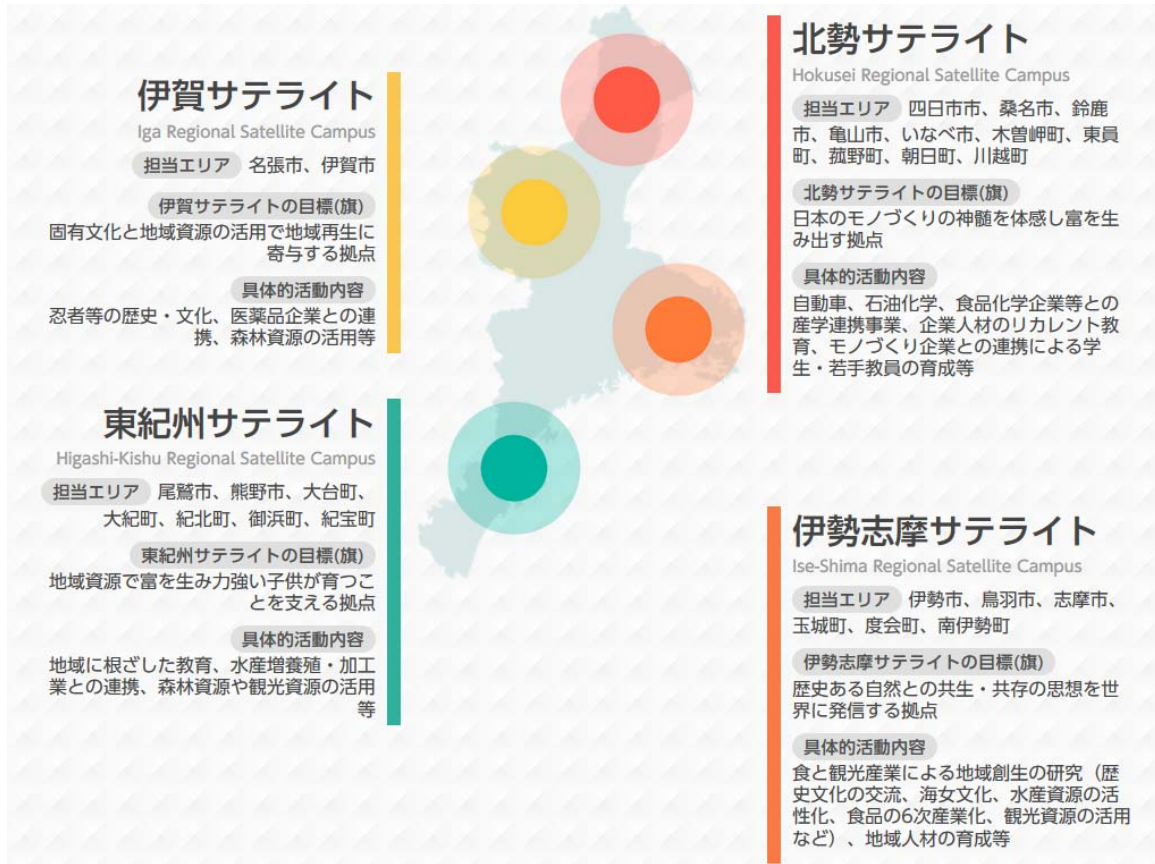 伊賀サテライト
Iga Regional Satellite Campus
担当エリア 名張市、伊賀市
伊賀サテライトの目標(旗)
固有文化と地域資源の活用で地域再生に
寄与する拠点
具体的活動内容
忍者等の歴史・文化、医薬品企業との連
携、森林資源の活用等
東紀州サテライト
Higashi-Kishu Regional Satellite Campus
担当エリア 尾鷲市、熊野市、大台町、
大紀町、紀北町、御浜町、紀宝町
東紀州サテライトの目標(旗)
地域資源で富を生み力強い子供が育つこ
とを支える拠点
具体的活動内容
地域に根ざした教育、水産増養殖・加工
業との連携、森林資源や観光資源の活用
等
北勢サテライト
Hokusei Regional Satellite Campus
担当エリア 四日市市、桑名市、鈴鹿
市、亀山市、いなべ市、木曽岬町、東員
町、菰野町、朝日町、川越町
北勢サテライトの目標(旗)
日本のモノづくりの神髄を体感し富を生
み出す拠点
具体的活動内容
自動車、石油化学、食品化学企業等との
産学連携事業、企業人材のリカレント教
育、モノづくり企業との連携による学
生・若手教員の育成等
伊勢志摩サテライト
Ise-Shima Regional Satellite Campus
担当エリア 伊勢市、鳥羽市、志摩市、
玉城町、度会町、南伊勢町
伊勢志摩サテライトの目標(旗)
歴史ある自然との共生・共存の思想を世
界に発信する拠点
具体的活動内容
食と観光産業による地域創生の研究（歴
史文化の交流、海女文化、水産資源の活
性化、食品の6次産業化、観光資源の活用
など）、地域人材の育成等